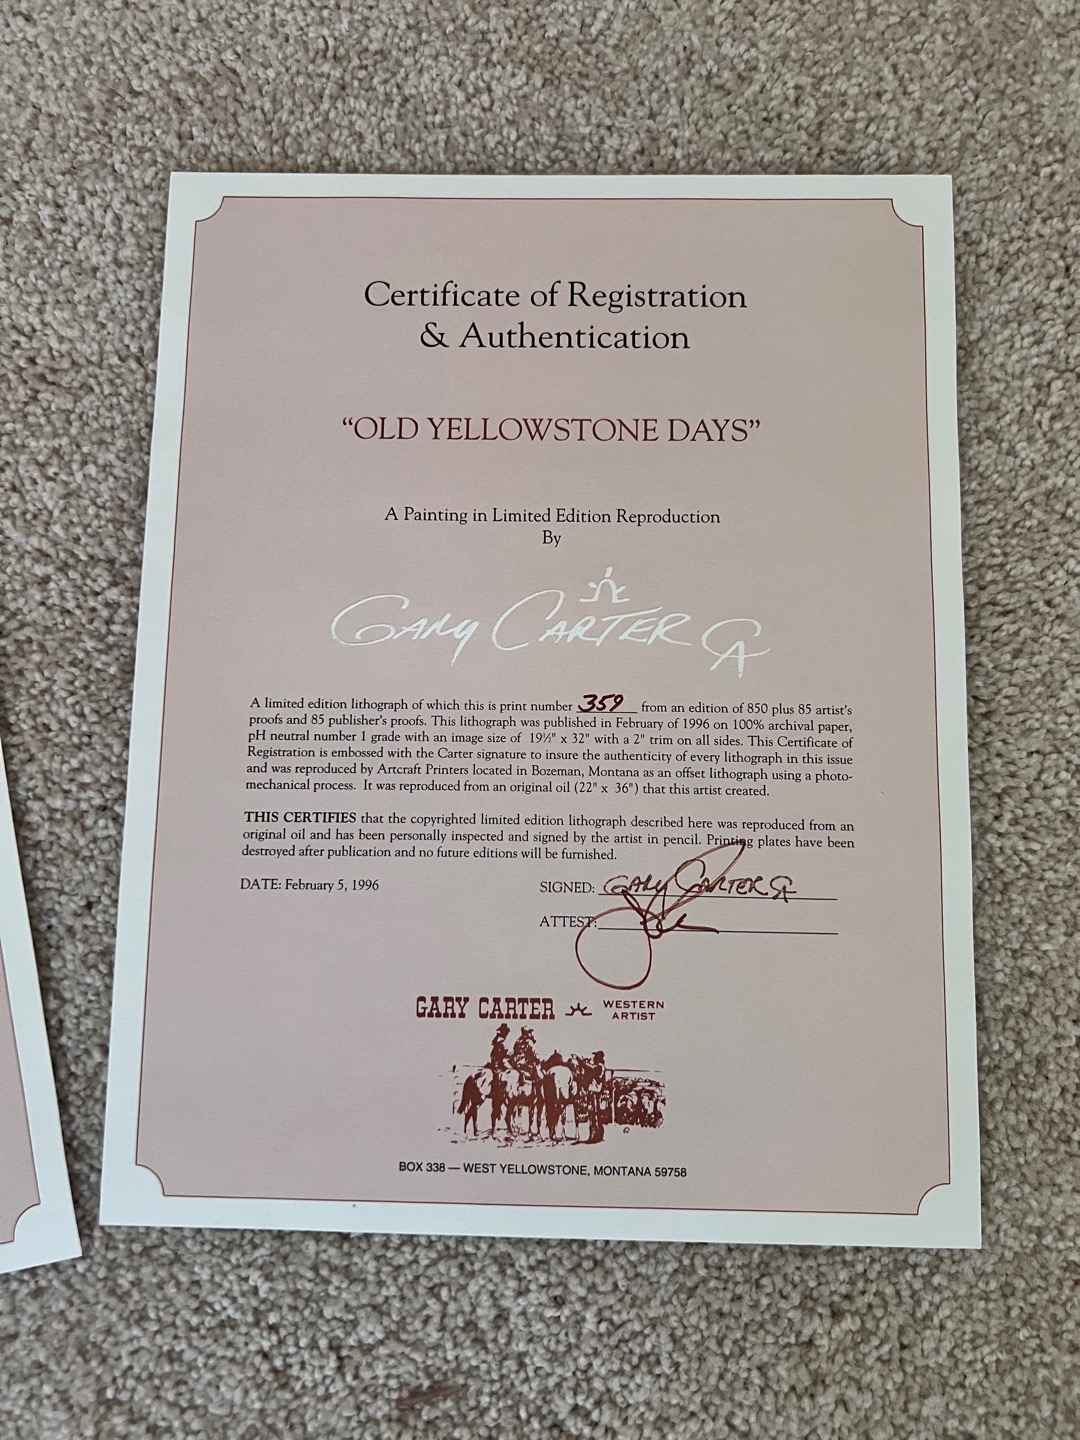 Certificate of Registration
& Authentication
“OLD YELLOWSTONE DAYS”
A Painting in Limited Edition Reproduction
By
GARY CARTER CA
A limited edition lithograph of which this is print number 359 from an edition of 850 plus 85 artist's
proofs and 85 publisher's proofs. This lithograph was published in February of 1996 on 100% archival paper,
pH neutral number 1 grade with an image size of 19½" x 32" with a 2" trim on all sides. This Certificate of
Registration is embossed with the Carter signature to insure the authenticity of every lithograph in this issue
and was reproduced by Artcraft Printers located in Bozeman, Montana as an offset lithograph using a photo-
mechanical process. It was reproduced from an original oil (22" x 36") that this artist created.
THIS CERTIFIES that the copyrighted limited edition lithograph described here was reproduced from an
original oil and has been personally inspected and signed by the artist in pencil. Printing plates have been
destroyed after publication and no future editions will be furnished.
DATE: February 5, 1996
SIGNED: GARY CARTER CA
ATTEST:
GARY CARTER WESTERN
ARTIST
BOX 338 — WEST YELLOWSTONE, MONTANA 59758